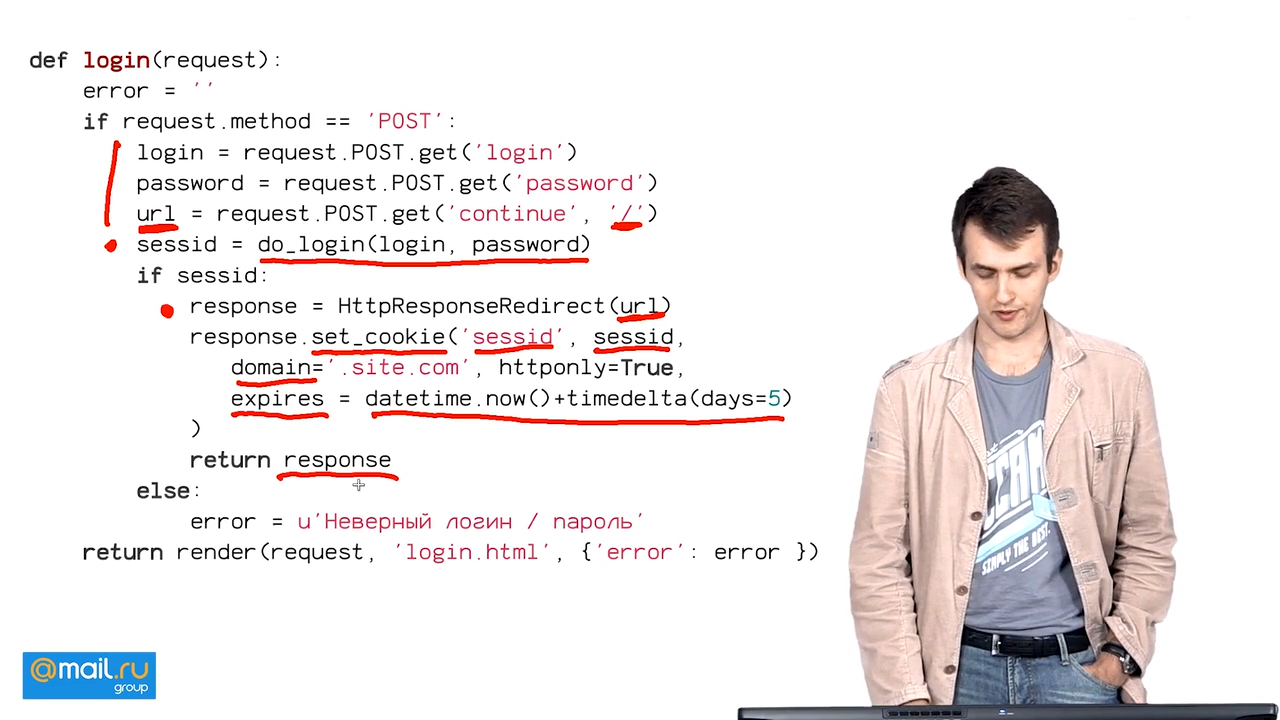 def login(request):
    error = ''
    if request.method == 'POST':
        login = request.POST.get('login')
        password = request.POST.get('password')
        url = request.POST.get('continue', '/')
        sessid = do_login(login, password)
        if sessid:
            response = HttpResponseRedirect(url)
            response.set_cookie('sessid', sessid,
               domain='.site.com', httponly=True,
               expires = datetime.now()+timedelta(days=5)
            )
            return response
        else:
            error = u'Неверный логин / пароль'
    return render(request, 'login.html', {'error': error })
SIMPLY THE BEST.
@mail.ru
group